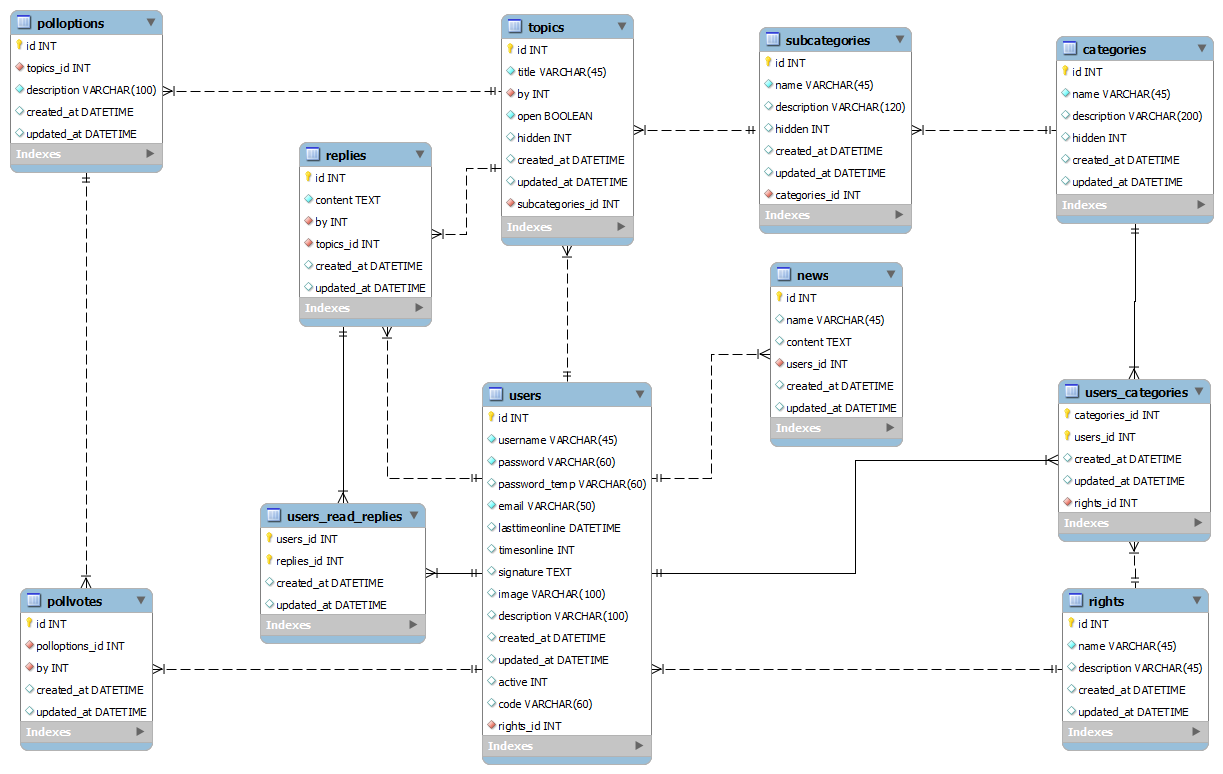 polloptions
id INT
topics_id INT
description VARCHAR(100)
created_at DATETIME
updated_at DATETIME
Indexes
topics
id INT
title VARCHAR(45)
by INT
open BOOLEAN
hidden INT
created_at DATETIME
updated_at DATETIME
subcategories_id INT
Indexes
subcategories
id INT
name VARCHAR(45)
description VARCHAR(120)
hidden INT
created_at DATETIME
updated_at DATETIME
categories_id INT
Indexes
categories
id INT
name VARCHAR(45)
description VARCHAR(200)
hidden INT
created_at DATETIME
updated_at DATETIME
Indexes
replies
id INT
content TEXT
by INT
topics_id INT
created_at DATETIME
updated_at DATETIME
Indexes
news
id INT
name VARCHAR(45)
content TEXT
users_id INT
created_at DATETIME
updated_at DATETIME
Indexes
users
id INT
username VARCHAR(45)
password VARCHAR(60)
password_temp VARCHAR(60)
email VARCHAR(50)
lasttimeonline DATETIME
timesonline INT
signature TEXT
image VARCHAR(100)
description VARCHAR(100)
created_at DATETIME
updated_at DATETIME
active INT
code VARCHAR(60)
rights_id INT
Indexes
users_categories
categories_id INT
users_id INT
created_at DATETIME
updated_at DATETIME
rights_id INT
Indexes
users_read_replies
users_id INT
replies_id INT
created_at DATETIME
updated_at DATETIME
Indexes
pollvotes
id INT
polloptions_id INT
by INT
created_at DATETIME
updated_at DATETIME
Indexes
rights
id INT
name VARCHAR(45)
description VARCHAR(45)
created_at DATETIME
updated_at DATETIME
Indexes